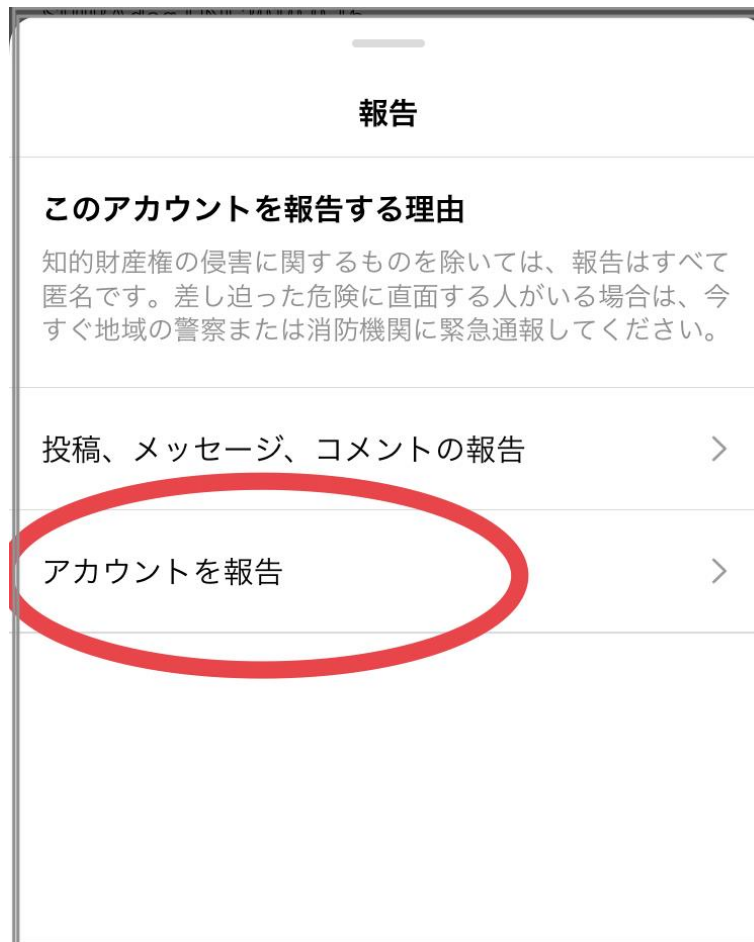 報告
このアカウントを報告する理由
知的財産権の侵害に関するものを除いては、報告はすべて
匿名です。差し迫った危険に直面する人がいる場合は、今
すぐ地域の警察または消防機関に緊急通報してください。
投稿、メッセージ、コメントの報告
アカウントを報告